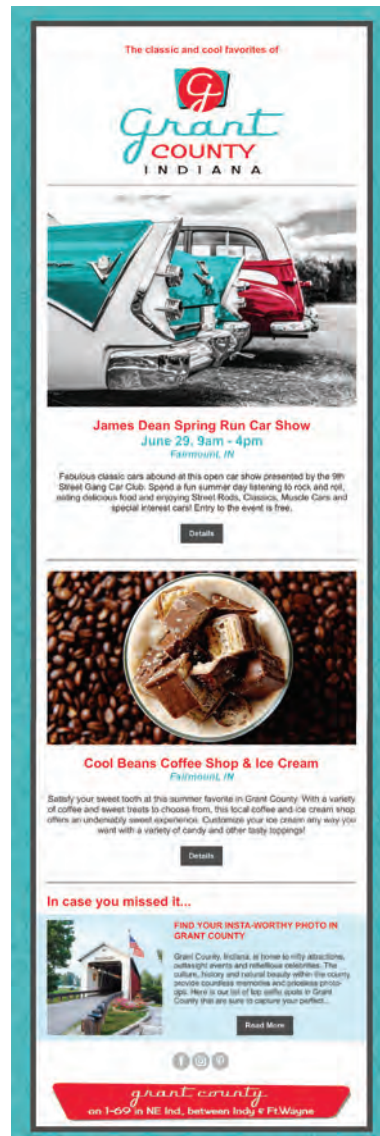 The classic and cool favorites of
G
Grant
COUNTY
INDIANA
James Dean Spring Run Car Show
June 29, 9am - 4pm
Fairmount, IN
Fabulous classic cars abound at this open car show presented by the 9th
Street Gang Car Club. Spend a fun summer day listening to rock and roll,
eating delicious food and enjoying Street Rods, Classics, Muscle Cars and
special interest cars! Entry to the event is free.
Details
Cool Beans Coffee Shop & Ice Cream
Fairmount, IN
Satisfy your sweet tooth at this summer favorite in Grant County. With a variety
of coffee and sweet treats to choose from, this local coffee and ice cream shop
offers an undeniably sweet experience. Customize your ice cream any way you
want with a variety of candy and other tasty toppings!
Details
In case you missed it...
FIND YOUR INSTA-WORTHY PHOTO IN
GRANT COUNTY
Grant County, Indiana, is home to nifty attractions,
outtasight events and rebellious celebrities. The
culture, history and natural beauty within the county
provide countless memories and priceless photo-
ops. Here is our list of top selfie spots in Grant
County that are sure to capture your perfect...
Read More
grant county
on I-69 in NE Ind., between Indy & Ft.Wayne